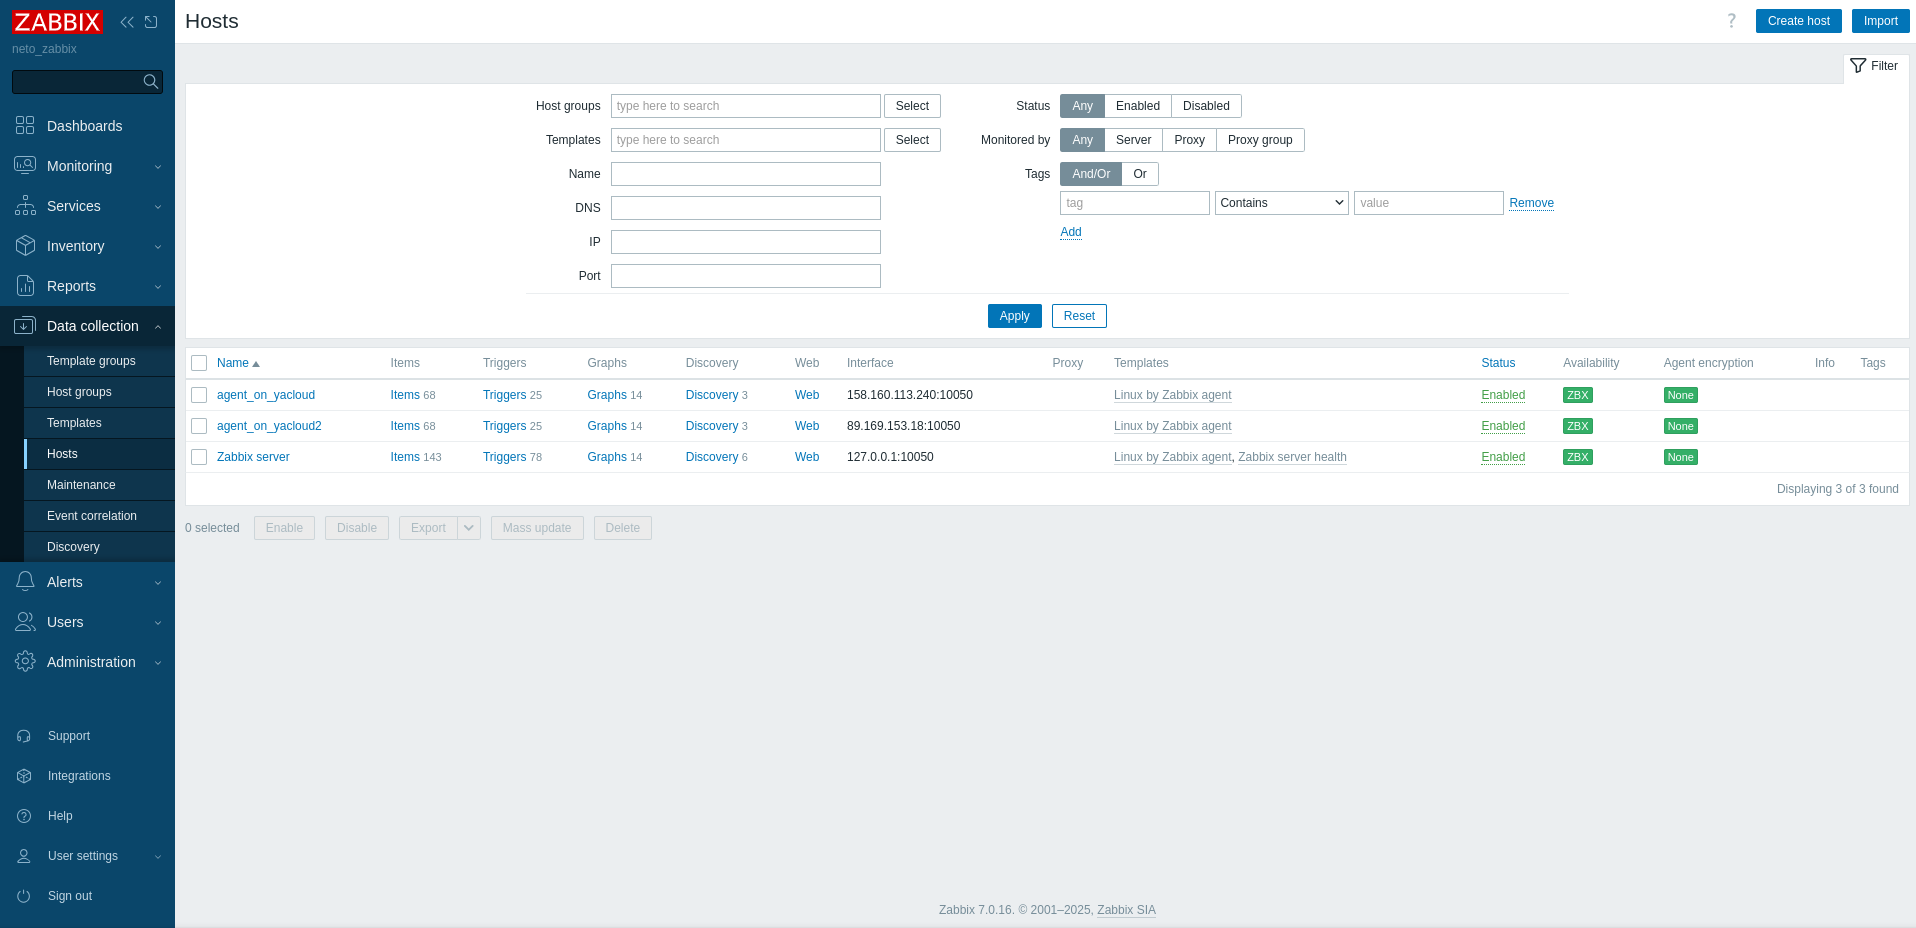 ZABBIX
neto_zabbix
Dashboards
Monitoring
Services
Inventory
Reports
Data collection
Template groups
Host groups
Templates
Hosts
Maintenance
Event correlation
Discovery
Alerts
Users
Administration
Support
Integrations
Help
User settings
Sign out
Hosts
? Create host Import
Filter
Host groups type here to search Select Status Any Enabled Disabled
Templates type here to search Select Monitored by Any Server Proxy Proxy group
Name Tags And/Or Or
DNS tag Contains value Remove
IP Add
Port
Apply Reset
Name Items Triggers Graphs Discovery Web Interface Proxy Templates Status Availability Agent encryption Info Tags
agent_on_yacloud Items 68 Triggers 25 Graphs 14 Discovery 3 Web 158.160.113.240:10050 Linux by Zabbix agent Enabled ZBX None
agent_on_yacloud2 Items 68 Triggers 25 Graphs 14 Discovery 3 Web 89.169.153.18:10050 Linux by Zabbix agent Enabled ZBX None
Zabbix server Items 143 Triggers 78 Graphs 14 Discovery 6 Web 127.0.0.1:10050 Linux by Zabbix agent, Zabbix server health Enabled ZBX None
Displaying 3 of 3 found
0 selected Enable Disable Export Mass update Delete
Zabbix 7.0.16. © 2001–2025, Zabbix SIA